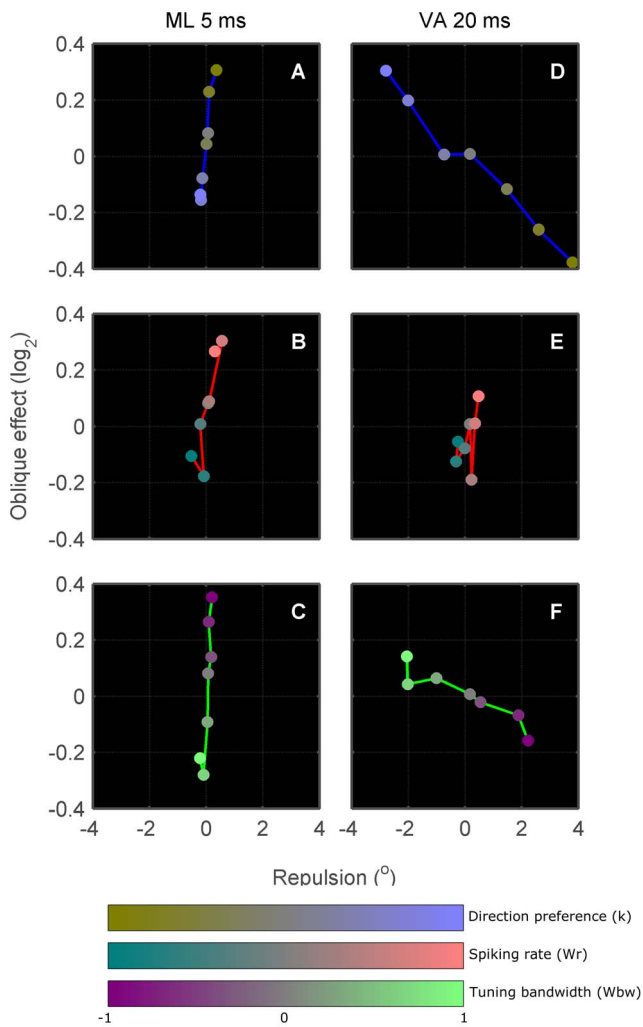 ML 5 ms VA 20 ms
0.4 A D
0.2
0
-0.2
-0.4
0.4 B E
0.2
0
-0.2
-0.4
Oblique effect (log2)
0.4 C F
0.2
0
-0.2
-0.4
-4 -2 0 2 4 -4 -2 0 2 4
Repulsion (o)
Direction preference (k)
Spiking rate (Wr)
Tuning bandwidth (Wbw)
-1 0 1